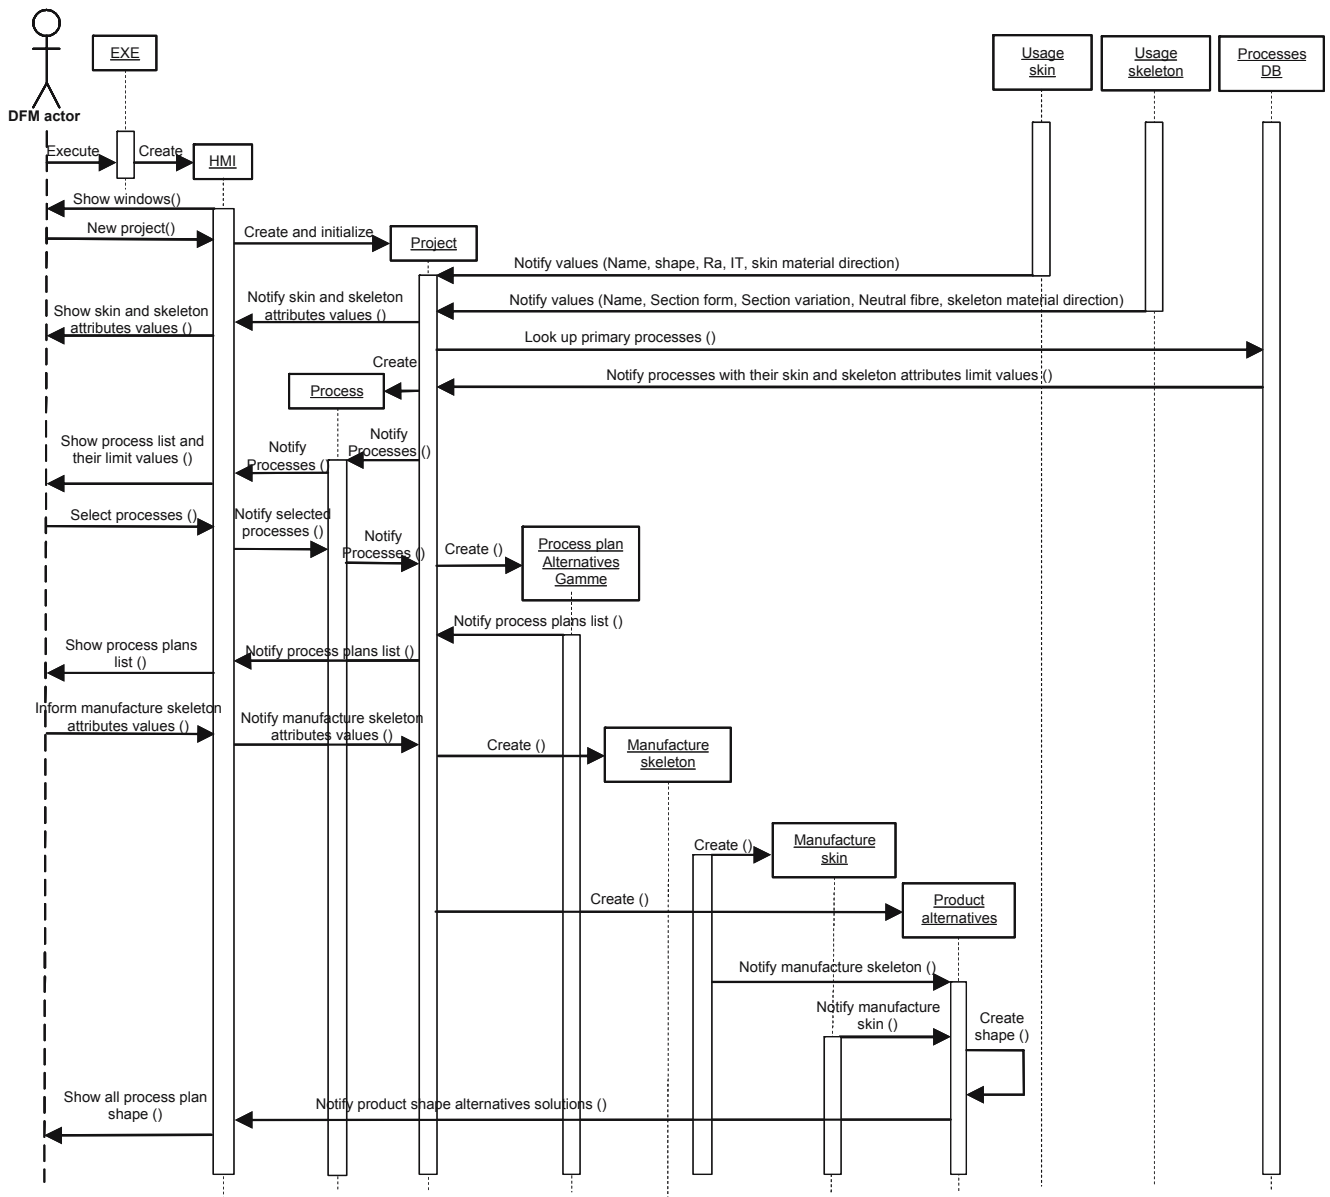 EXE
Usage
skin
Usage
skeleton
Processes
DB
DFM actor
Execute
Create
HMI
Show windows()
New project()
Create and initialize
Project
Notify values (Name, shape, Ra, IT, skin material direction)
Notify values (Name, Section form, Section variation, Neutral fibre, skeleton material direction)
Notify skin and skeleton
attributes values ()
Show skin and skeleton
attributes values ()
Look up primary processes ()
Create
Notify processes with their skin and skeleton attributes limit values ()
Process
Notify
Processes ()
Notify
Processes ()
Show process list and
their limit values ()
Select processes ()
Notify selected
processes ()
Notify
Processes ()
Create ()
Process plan
Alternatives
Gamme
Notify process plans list ()
Notify process plans list ()
Show process plans
list ()
Inform manufacture skeleton
attributes values ()
Notify manufacture skeleton
attributes values ()
Create ()
Manufacture
skeleton
Create ()
Manufacture
skin
Create ()
Product
alternatives
Notify manufacture skeleton ()
Notify manufacture
skin ()
Create
shape ()
Show all process plan
shape ()
Notify product shape alternatives solutions ()